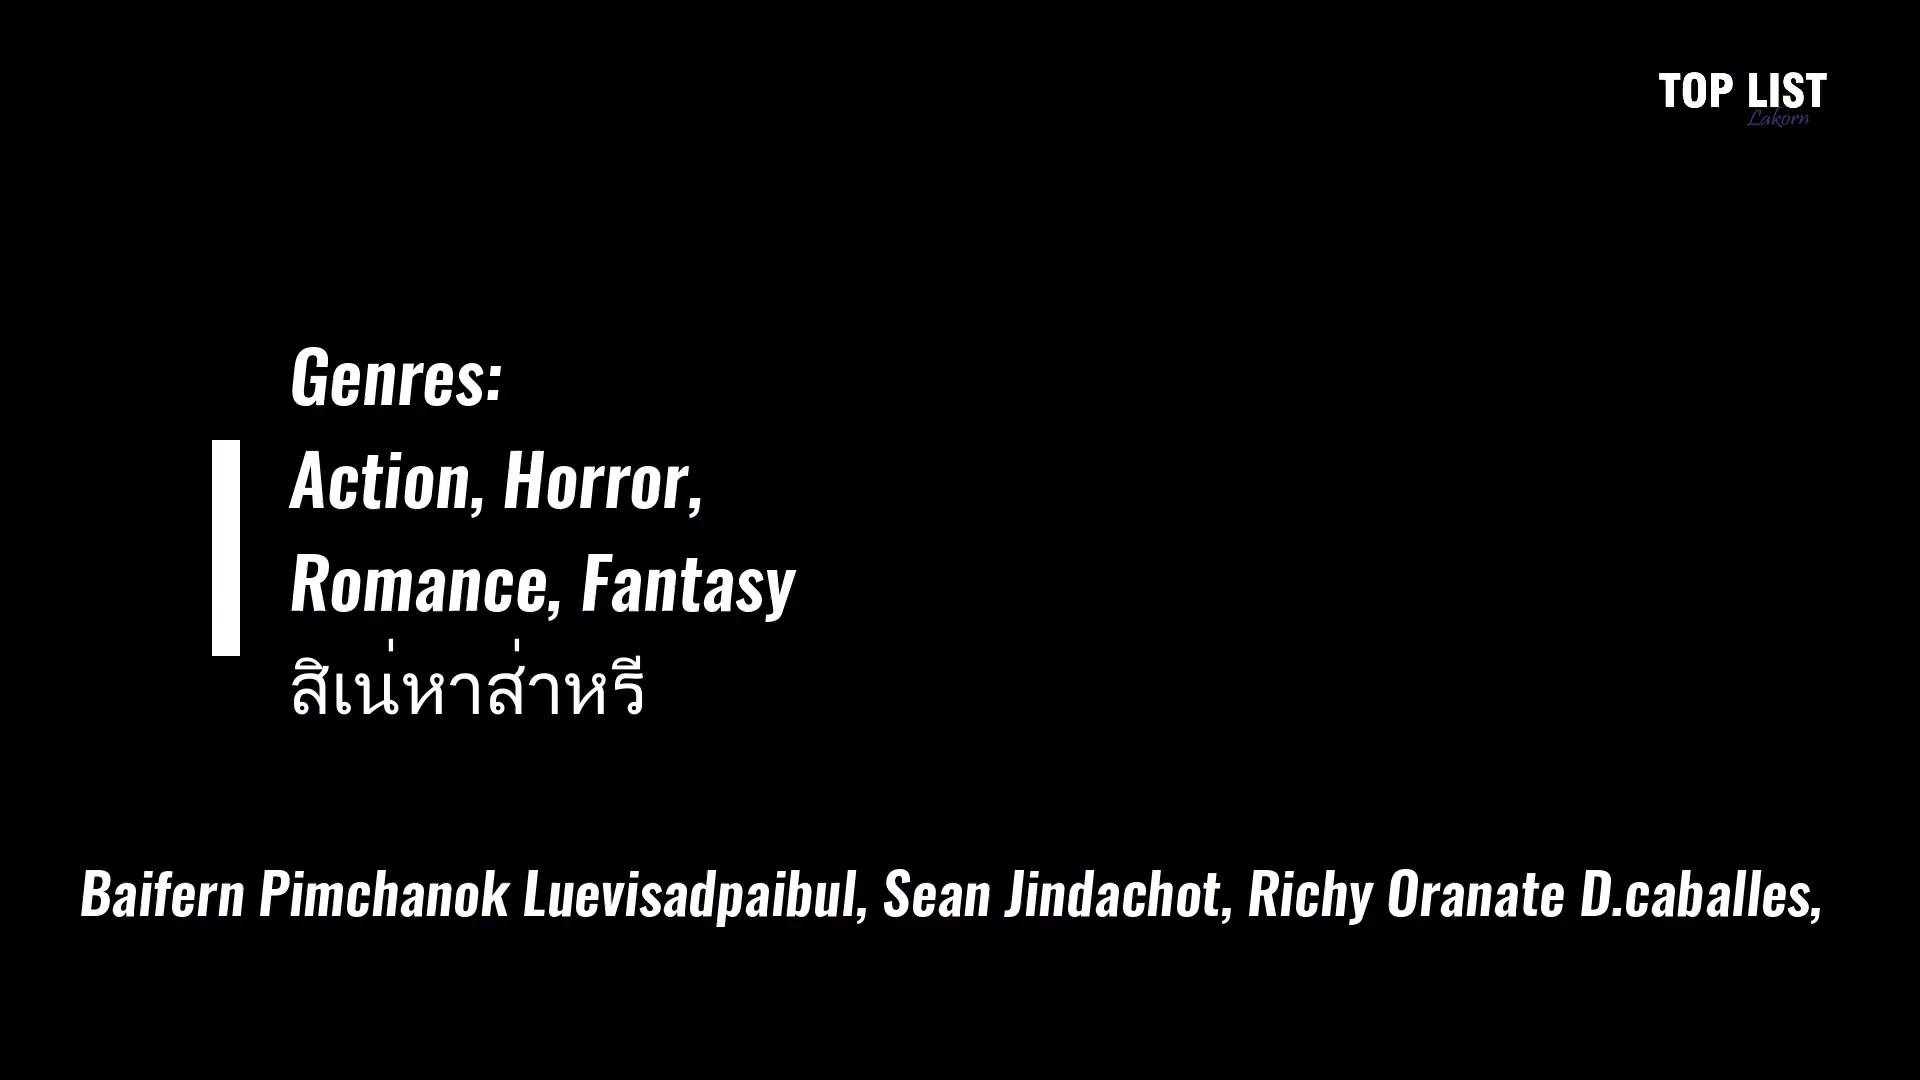 TOP LIST
Lakorn
Genres:
Action, Horror,
Romance, Fantasy
สิเน่หาส่าหรี
Baifern Pimchanok Luevisadpaibul, Sean Jindachot, Richy Oranate D.caballes,